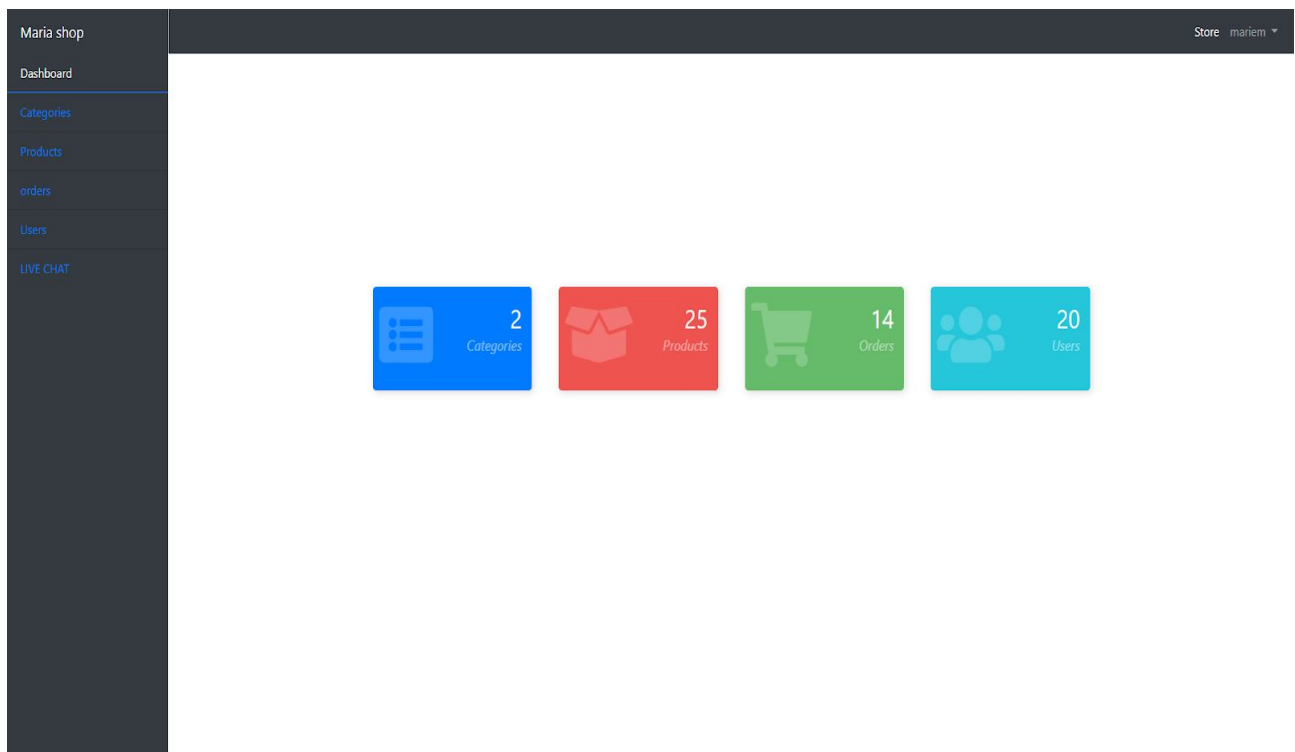 Maria shop
Store mariem
Dashboard
Categories
Products
orders
Users
LIVE CHAT
2
Categories
25
Products
14
Orders
20
Users